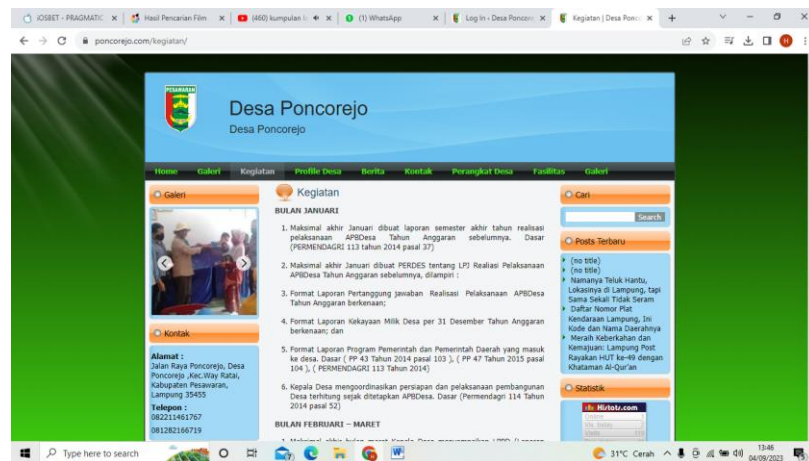 iOSBET - PRAGMATIC
Hasil Pencarian Film
(460) kumpulan
(1) WhatsApp
Log In ‹ Desa Poncorejo
Kegiatan | Desa Poncorejo
poncorejo.com/kegiatan/
H
PESAWARAN
Desa Poncorejo
Desa Poncorejo
Home Galeri Kegiatan Profile Desa Berita Kontak Perangkat Desa Fasilitas Galeri
Galeri
Kontak
Alamat :
Jalan Raya Poncorejo, Desa
Poncorejo ,Kec.Way Ratai,
Kabupaten Pesawaran,
Lampung 35455
Telepon :
082211461767
081282166719
Kegiatan
BULAN JANUARI
1. Maksimal akhir Januari dibuat laporan semester akhir tahun realisasi
pelaksanaan APBDesa Tahun Anggaran sebelumnya. Dasar
(PERMENDAGRI 113 tahun 2014 pasal 37)
2. Maksimal akhir Januari dibuat PERDES tentang LPJ Realiasi Pelaksanaan
APBDesa Tahun Anggaran sebelumnya, dilampiri :
3. Format Laporan Pertanggung jawaban Realisasi Pelaksanaan APBDesa
Tahun Anggaran berkenaan;
4. Format Laporan Kekayaan Milik Desa per 31 Desember Tahun Anggaran
berkenaan; dan
5. Format Laporan Program Pemerintah dan Pemerintah Daerah yang masuk
ke desa. Dasar ( PP 43 Tahun 2014 pasal 103 ), ( PP 47 Tahun 2015 pasal
104 ), ( PERMENDAGRI 113 Tahun 2014)
6. Kepala Desa mengoordinasikan persiapan dan pelaksanaan pembangunan
Desa terhitung sejak ditetapkan APBDesa. Dasar (Permendagri 114 Tahun
2014 pasal 52)
BULAN FEBRUARI – MARET
Cari
Search
Posts Terbaru
(no title)
(no title)
Namanya Teluk Hantu,
Lokasinya di Lampung, tapi
Sama Sekali Tidak Seram
Daftar Nomor Plat
Kendaraan Lampung, Ini
Kode dan Nama Daerahnya
Meraih Keberkahan dan
Kemajuan: Lampung Post
Rayakan HUT ke-49 dengan
Khataman Al-Qur'an
Statistik
Histats.com
Type here to search
31°C Cerah
13:46
04/09/2023